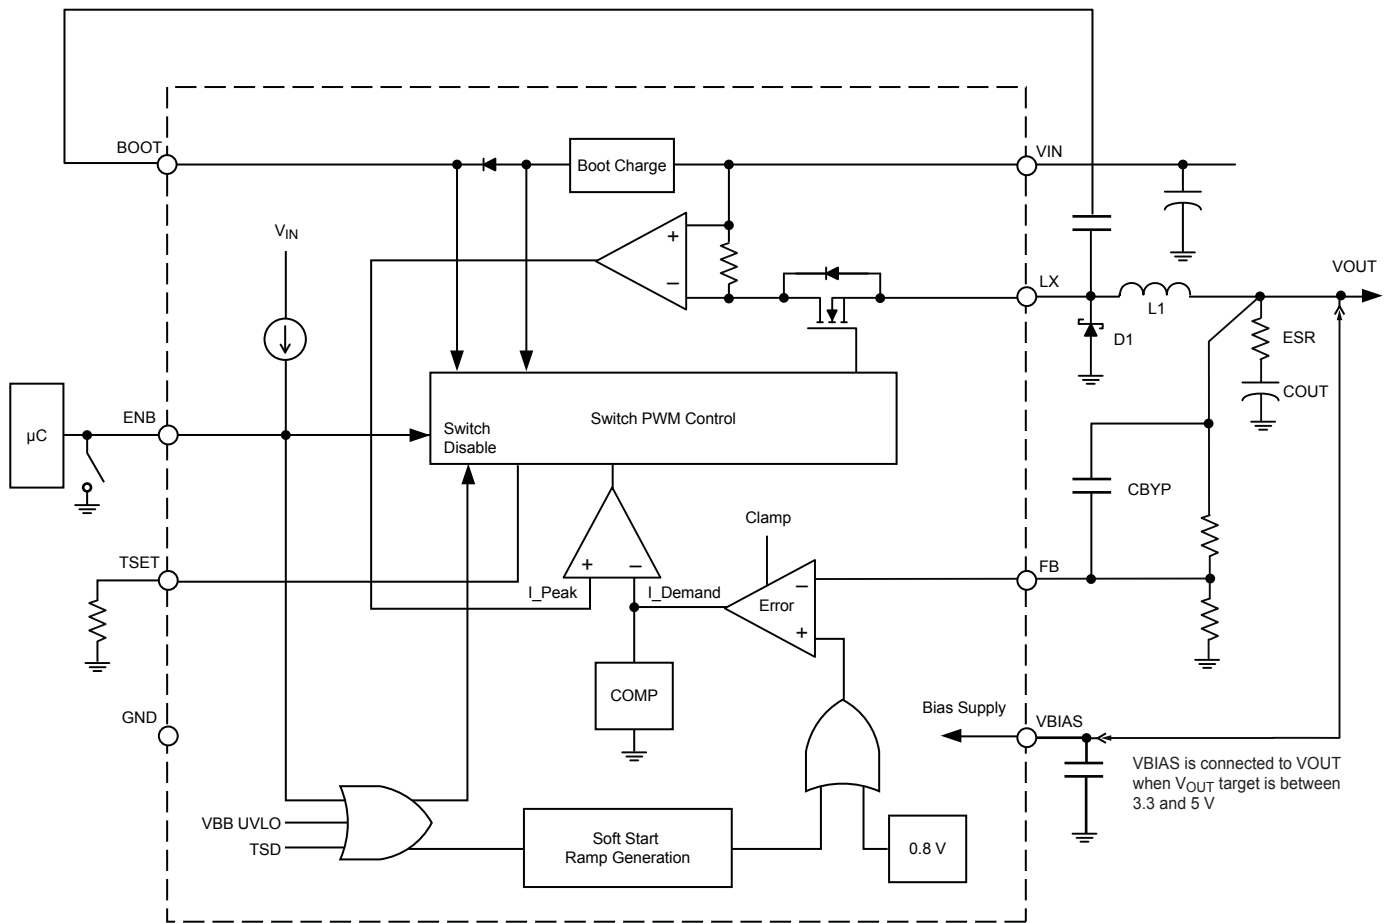 BOOT
Boot Charge
VIN
VIN
+
−
LX
VOUT
L1
D1
ESR
COUT
µC
ENB
Switch
Disable
Switch PWM Control
CBYP
Clamp
TSET
+
−
I_Peak
I_Demand
−
Error
+
FB
COMP
GND
Bias Supply
VBIAS
VBIAS is connected to VOUT
when VOUT target is between
3.3 and 5 V
VBB UVLO
TSD
Soft Start
Ramp Generation
0.8 V